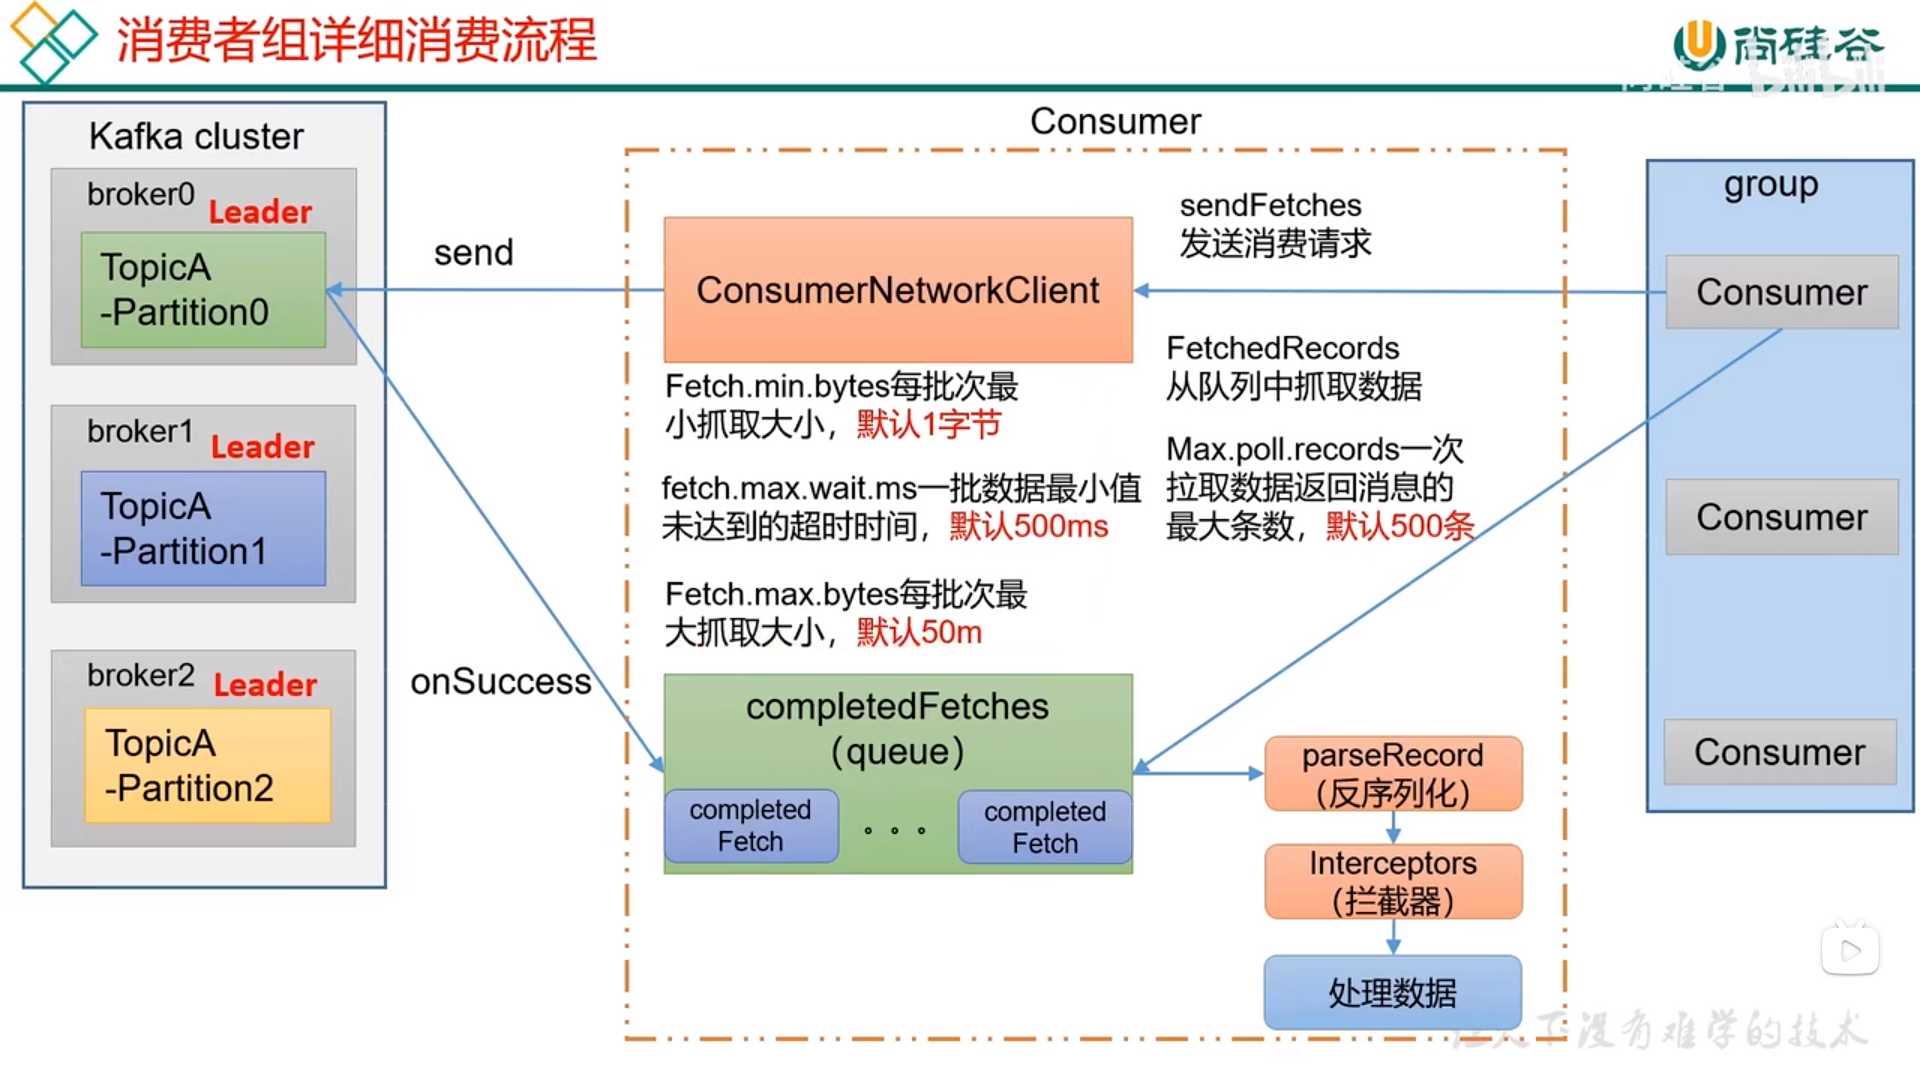 消费者组详细消费流程
尚硅谷
Kafka cluster
broker0
Leader
TopicA
-Partition0
broker1
Leader
TopicA
-Partition1
broker2
Leader
TopicA
-Partition2
send
onSuccess
Consumer
ConsumerNetworkClient
Fetch.min.bytes每批次最
小抓取大小，默认1字节
fetch.max.wait.ms一批数据最小值
未达到的超时时间，默认500ms
Fetch.max.bytes每批次最
大抓取大小，默认50m
completedFetches
（queue）
completed
Fetch
。。。
completed
Fetch
sendFetches
发送消费请求
FetchedRecords
从队列中抓取数据
Max.poll.records一次
拉取数据返回消息的
最大条数，默认500条
parseRecord
（反序列化）
Interceptors
（拦截器）
处理数据
group
Consumer
Consumer
Consumer
尚硅谷 bilibili
让天下没有难学的技术